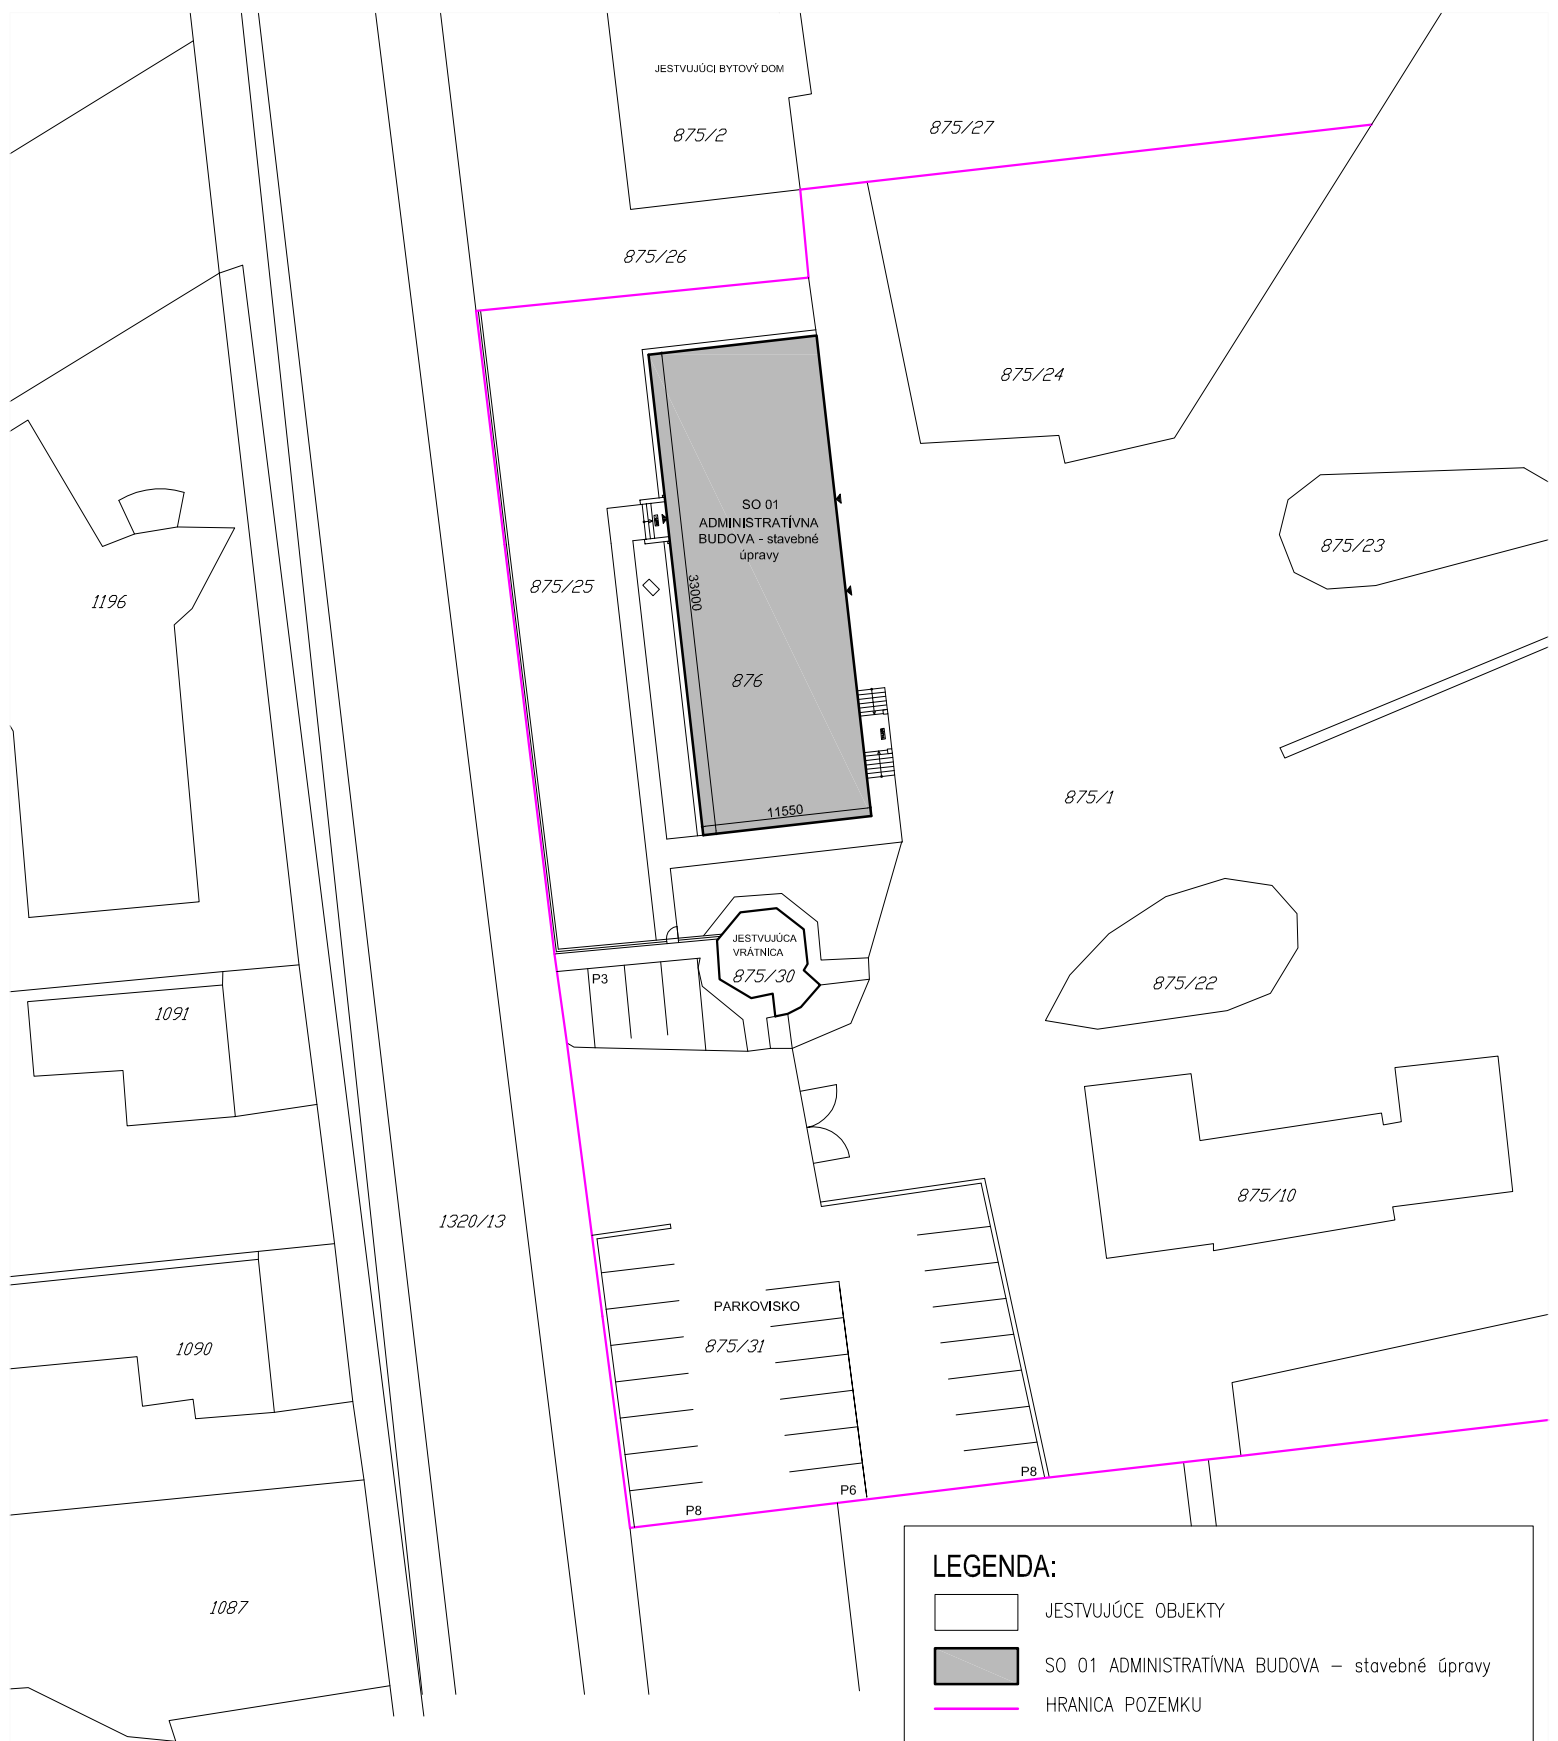 JESTVUJÚCI BYTOVÝ DOM
875/2
875/27
875/26
875/24
SO 01
ADMINISTRATÍVNA
BUDOVA - stavebné
úpravy
875/23
875/25
33000
1196
876
875/1
11550
JESTVUJÚCA
VRÁTNICA
875/30
P3
875/22
1091
875/10
1320/13
PARKOVISKO
875/31
1090
P8
P6
P8
LEGENDA:
JESTVUJÚCE OBJEKTY
1087
SO 01 ADMINISTRATÍVNA BUDOVA – stavebné úpravy
HRANICA POZEMKU